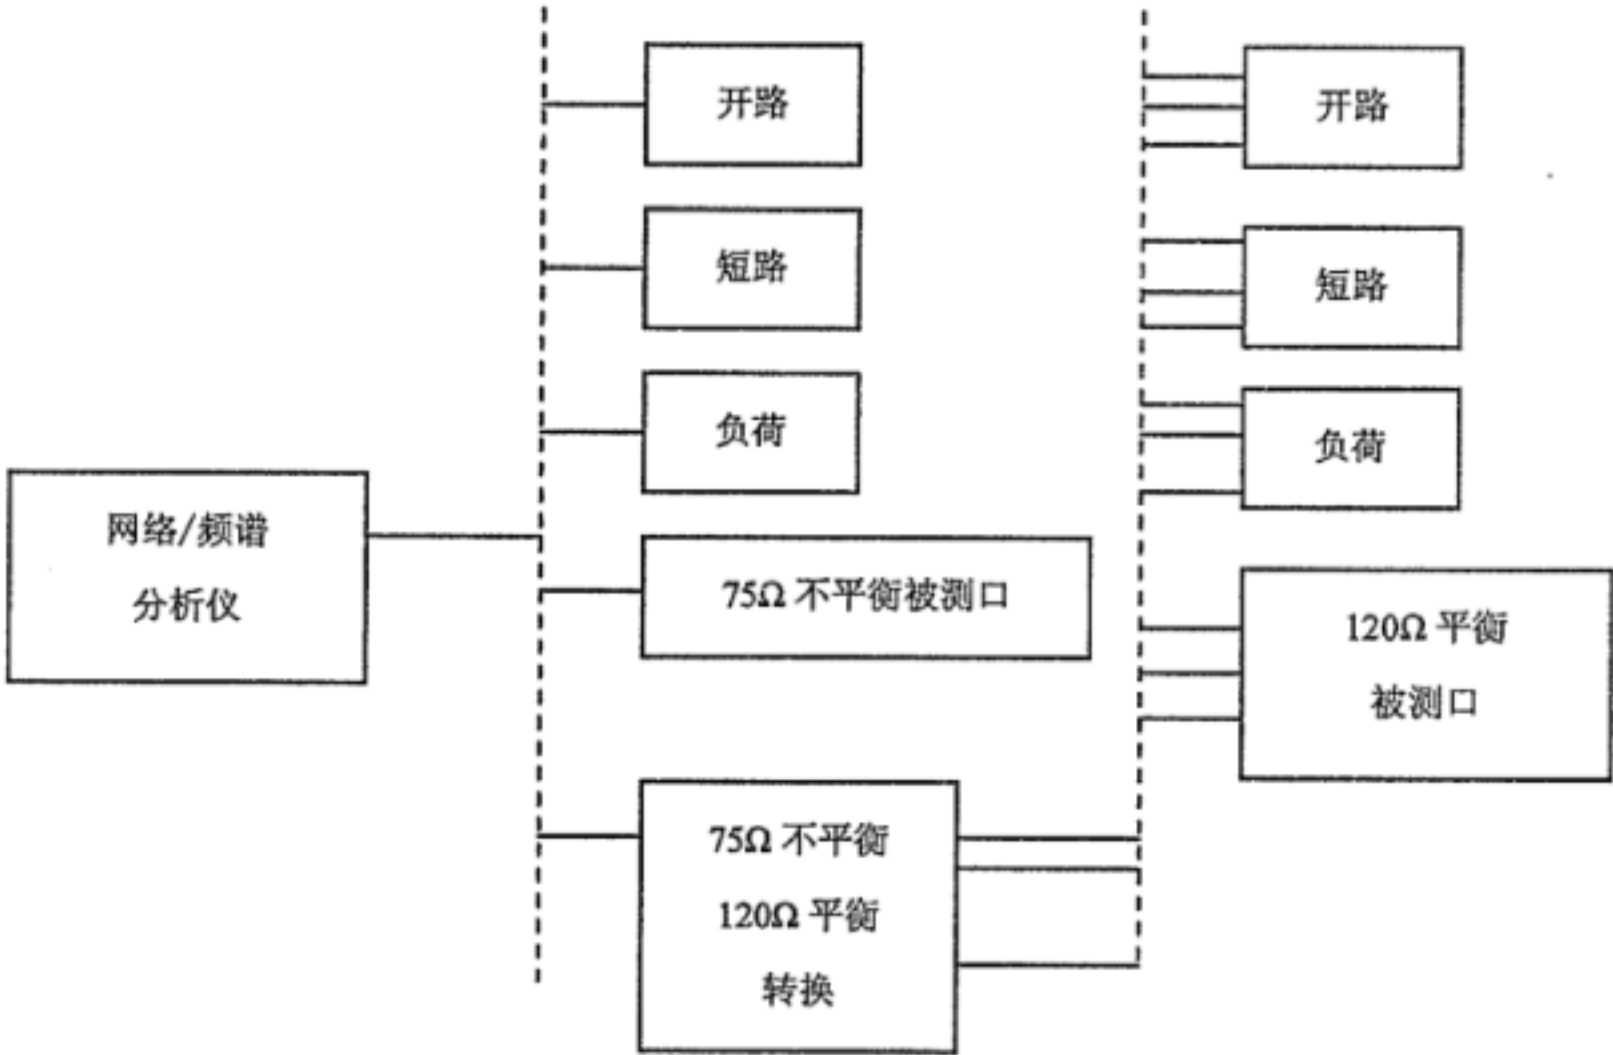 开路
短路
负荷
网络/频谱
分析仪
75Ω 不平衡被测口
75Ω 不平衡
120Ω 平衡
转换
开路
短路
负荷
120Ω 平衡
被测口